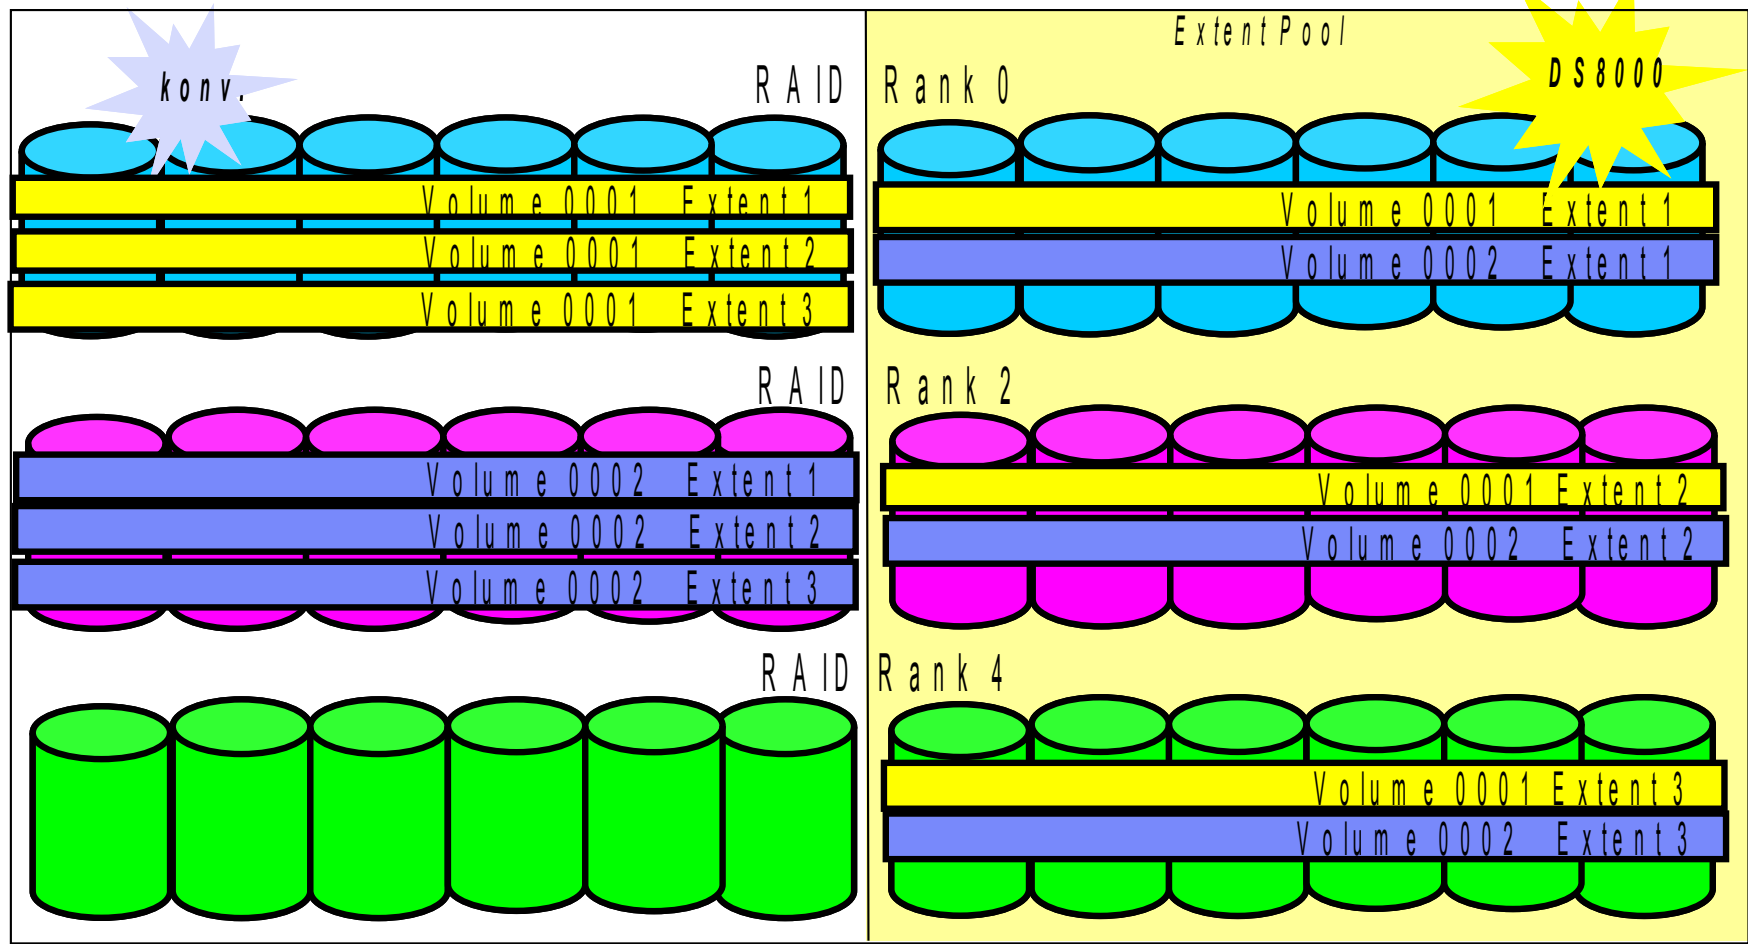 konv.
RAID
Volume 0001 Extent 1
Volume 0001 Extent 2
Volume 0001 Extent 3
RAID
Volume 0002 Extent 1
Volume 0002 Extent 2
Volume 0002 Extent 3
RAID
Extent Pool
DS8000
Rank 0
Volume 0001 Extent 1
Volume 0002 Extent 1
Rank 2
Volume 0001 Extent 2
Volume 0002 Extent 2
Rank 4
Volume 0001 Extent 3
Volume 0002 Extent 3